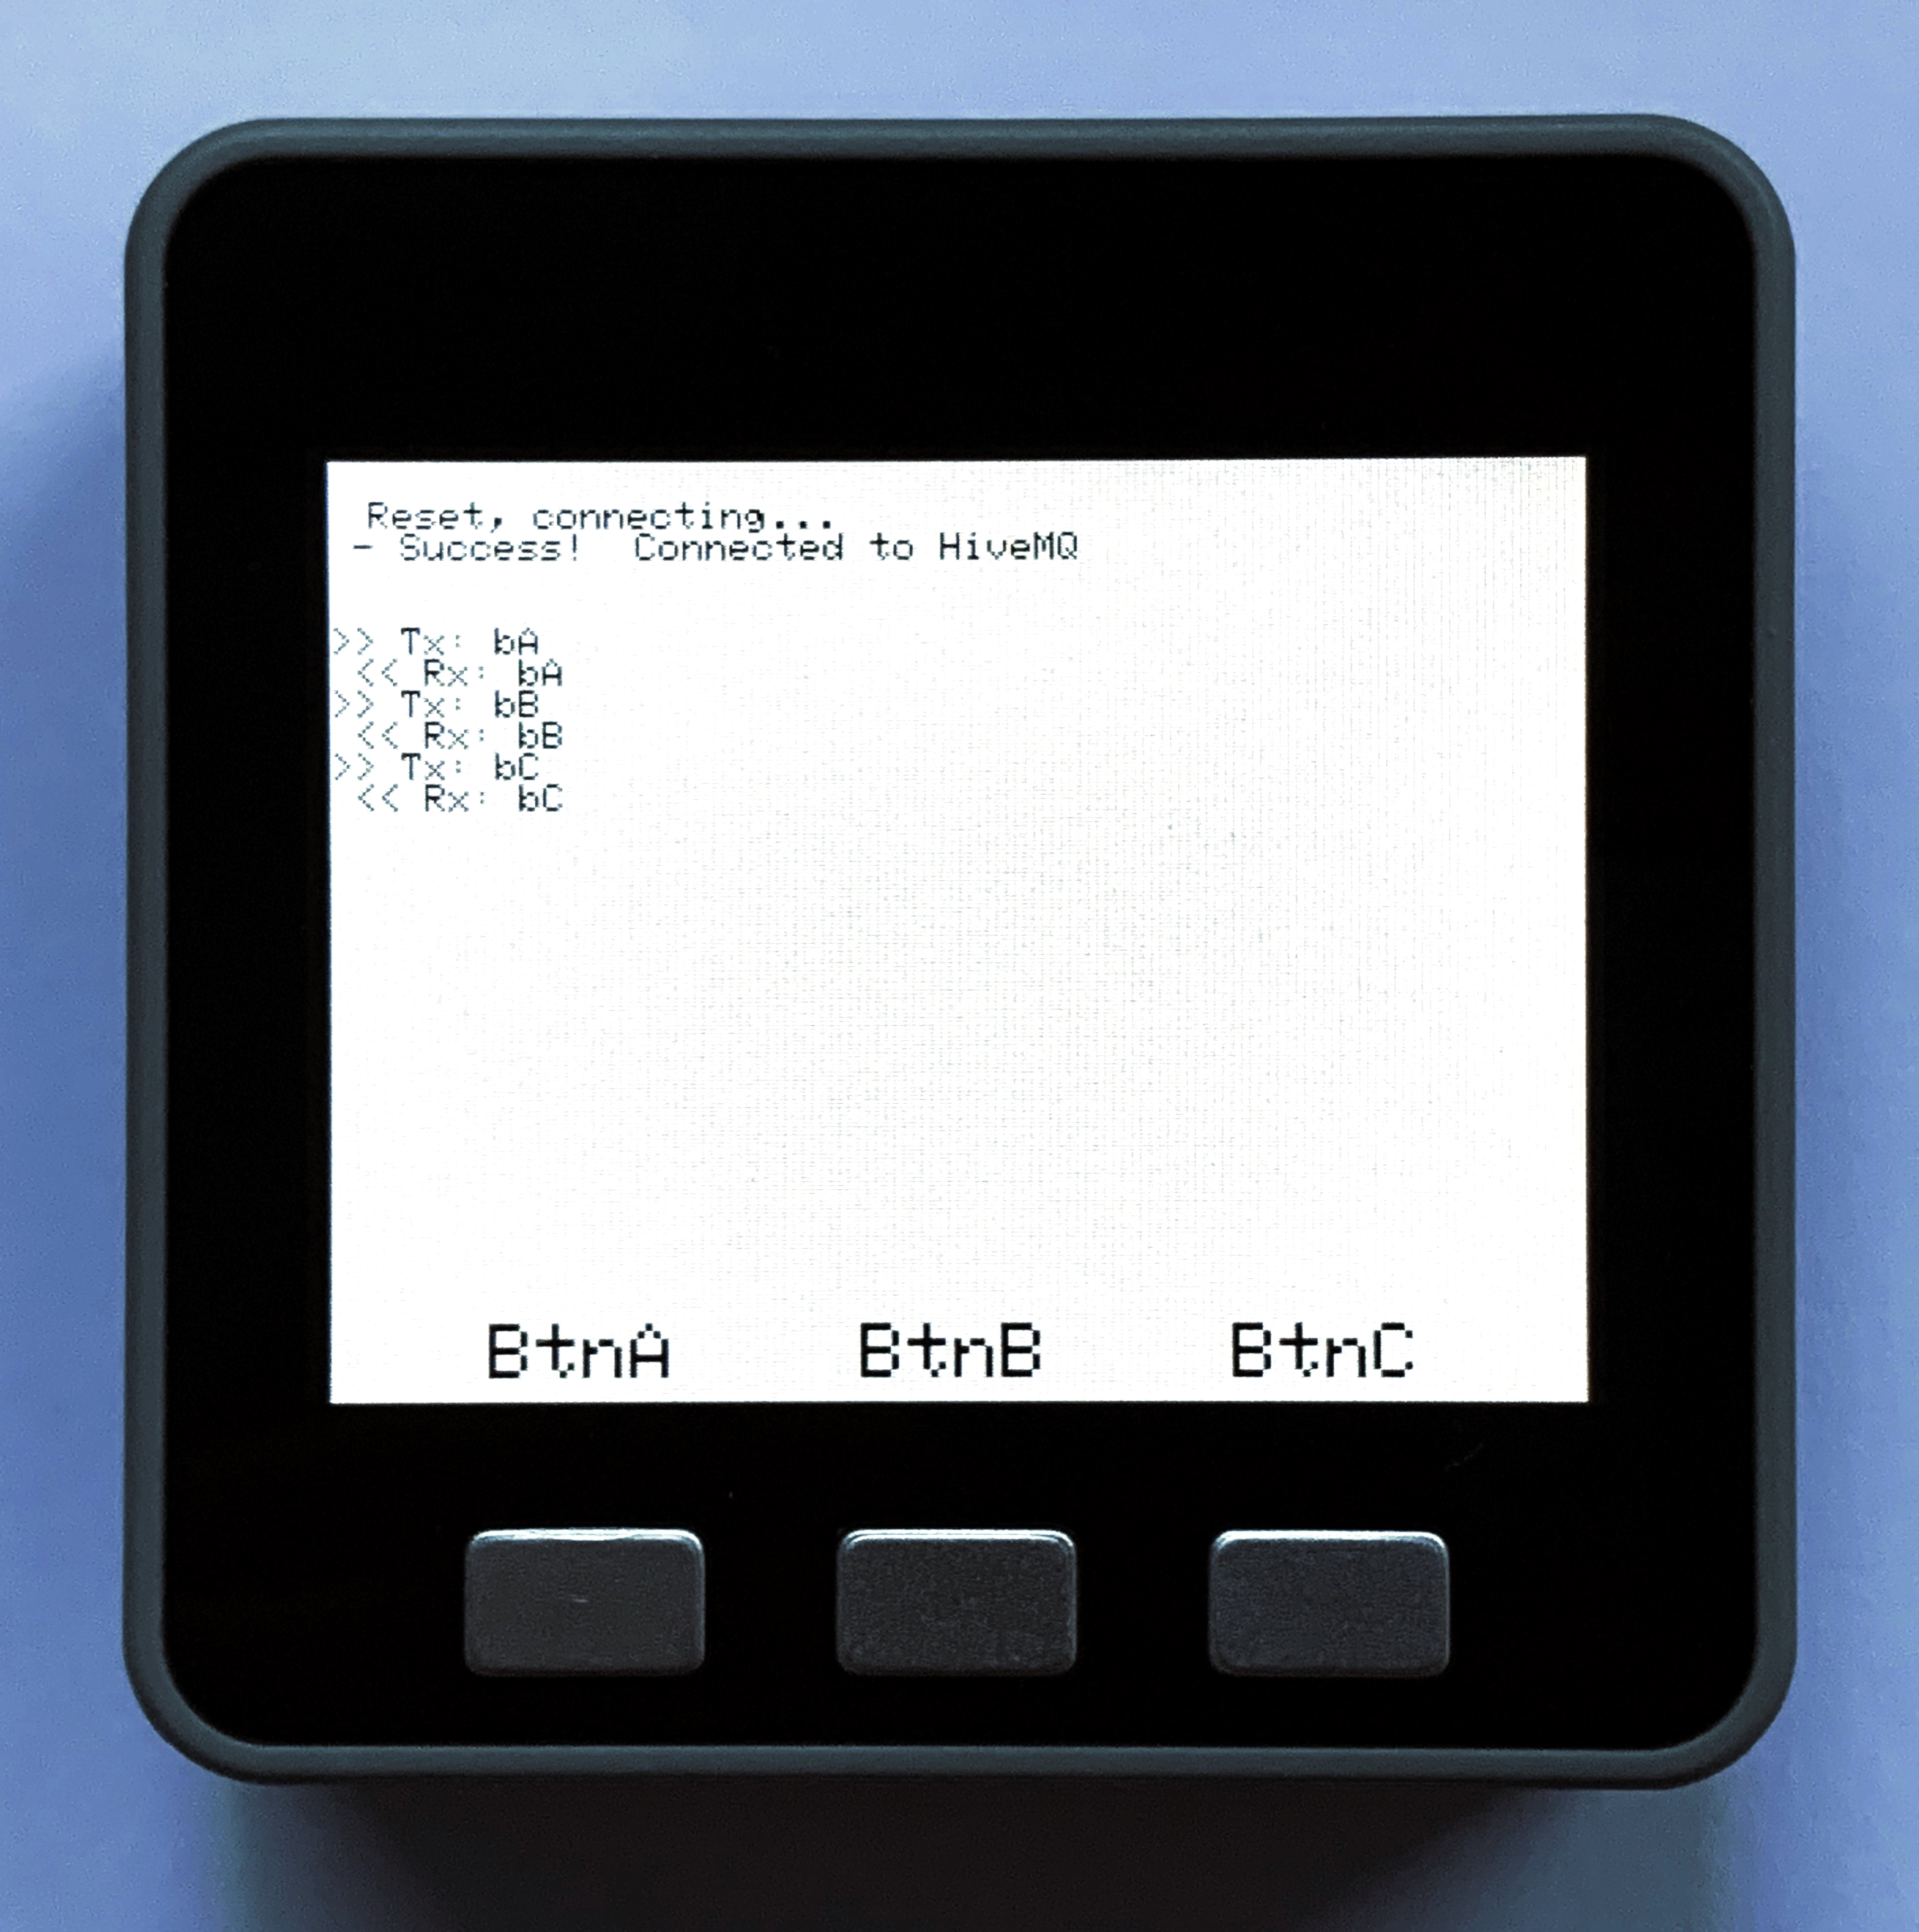 Reset, connecting...
- Success!  Connected to HiveMQ
>> Tx: bA
<< Rx: bA
>> Tx: bB
<< Rx: bB
>> Tx: bC
<< Rx: bC
BtnA BtnB BtnC